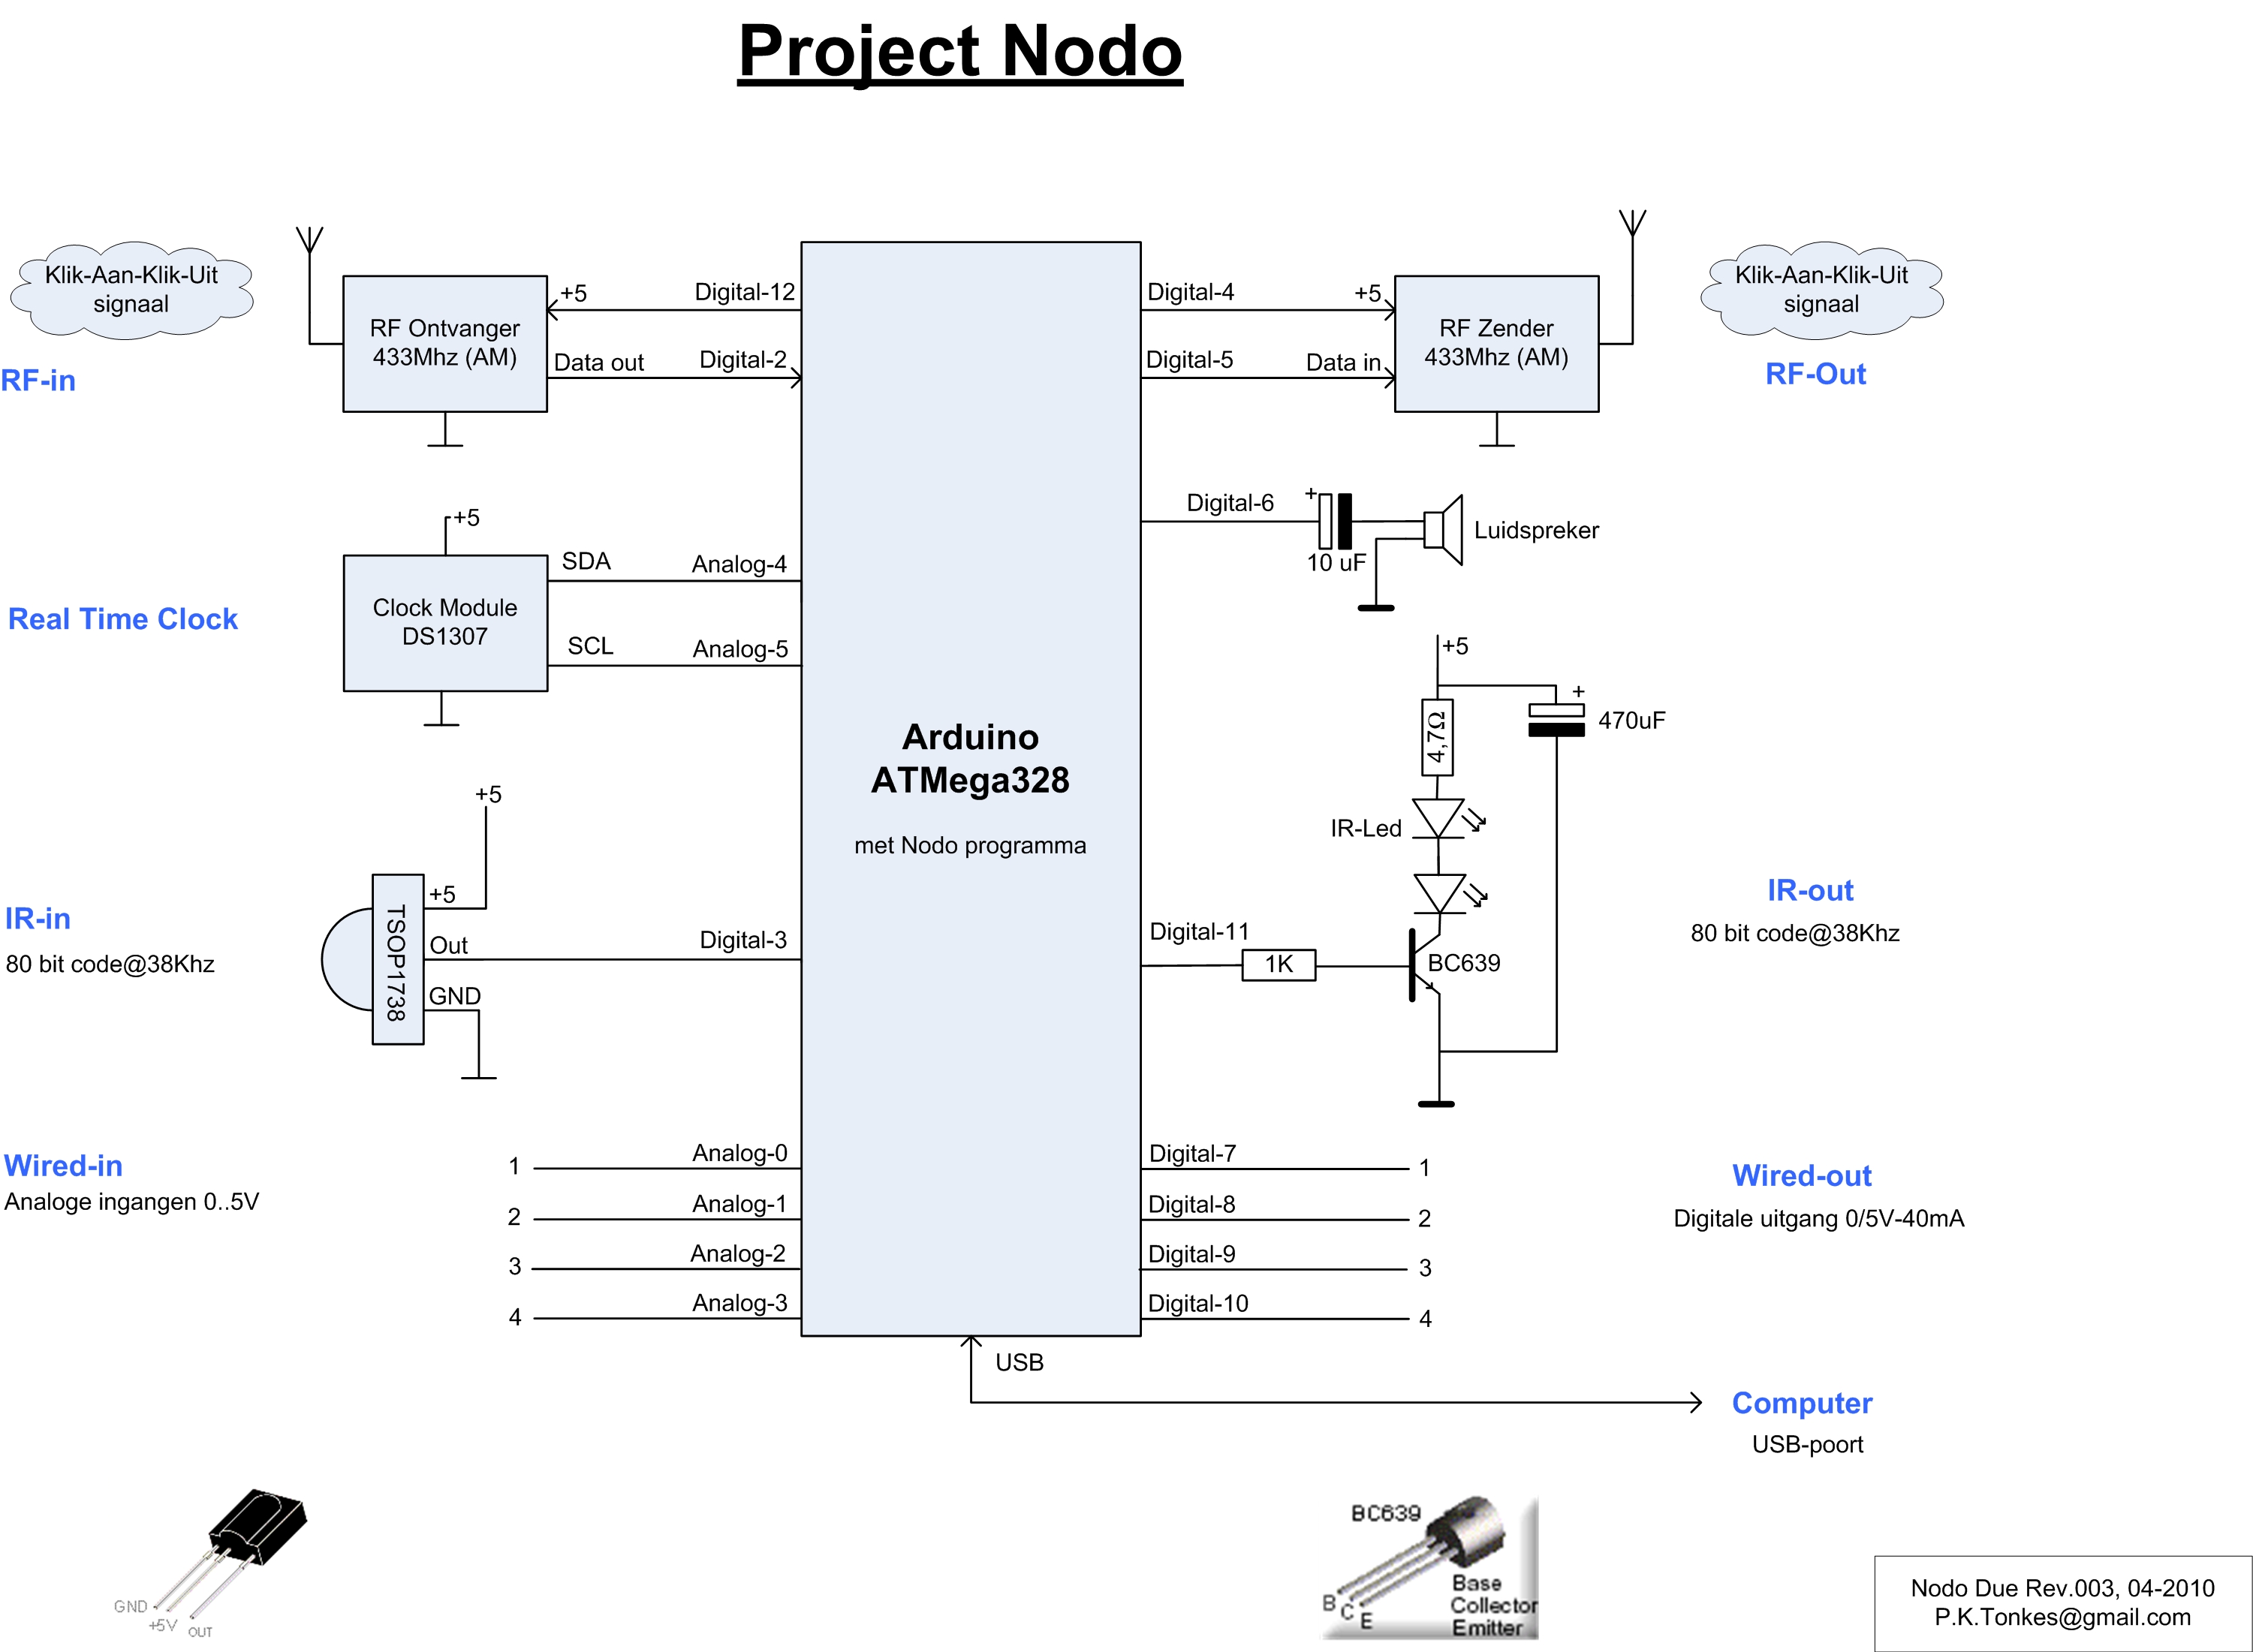 Project Nodo
Klik-Aan-Klik-Uit
signaal
RF-in
RF Ontvanger
433Mhz (AM)
+5
Digital-12
Data out
Digital-2
Digital-4
+5
Digital-5
Data in
RF Zender
433Mhz (AM)
Klik-Aan-Klik-Uit
signaal
RF-Out
Digital-6
+
10 uF
Luidspreker
Real Time Clock
+5
Clock Module
DS1307
SDA
Analog-4
SCL
Analog-5
Arduino
ATMega328
met Nodo programma
+5
4,7Ω
+
470uF
IR-Led
IR-in
80 bit code@38Khz
+5
TSOP1738
+5
Out
GND
Digital-3
Digital-11
1K
BC639
IR-out
80 bit code@38Khz
Wired-in
Analoge ingangen 0..5V
1
Analog-0
2
Analog-1
3
Analog-2
4
Analog-3
Digital-7
1
Digital-8
2
Digital-9
3
Digital-10
4
Wired-out
Digitale uitgang 0/5V-40mA
USB
Computer
USB-poort
GND
+5V
OUT
BC639
B
C
E
Base
Collector
Emitter
Nodo Due Rev.003, 04-2010
P.K.Tonkes@gmail.com